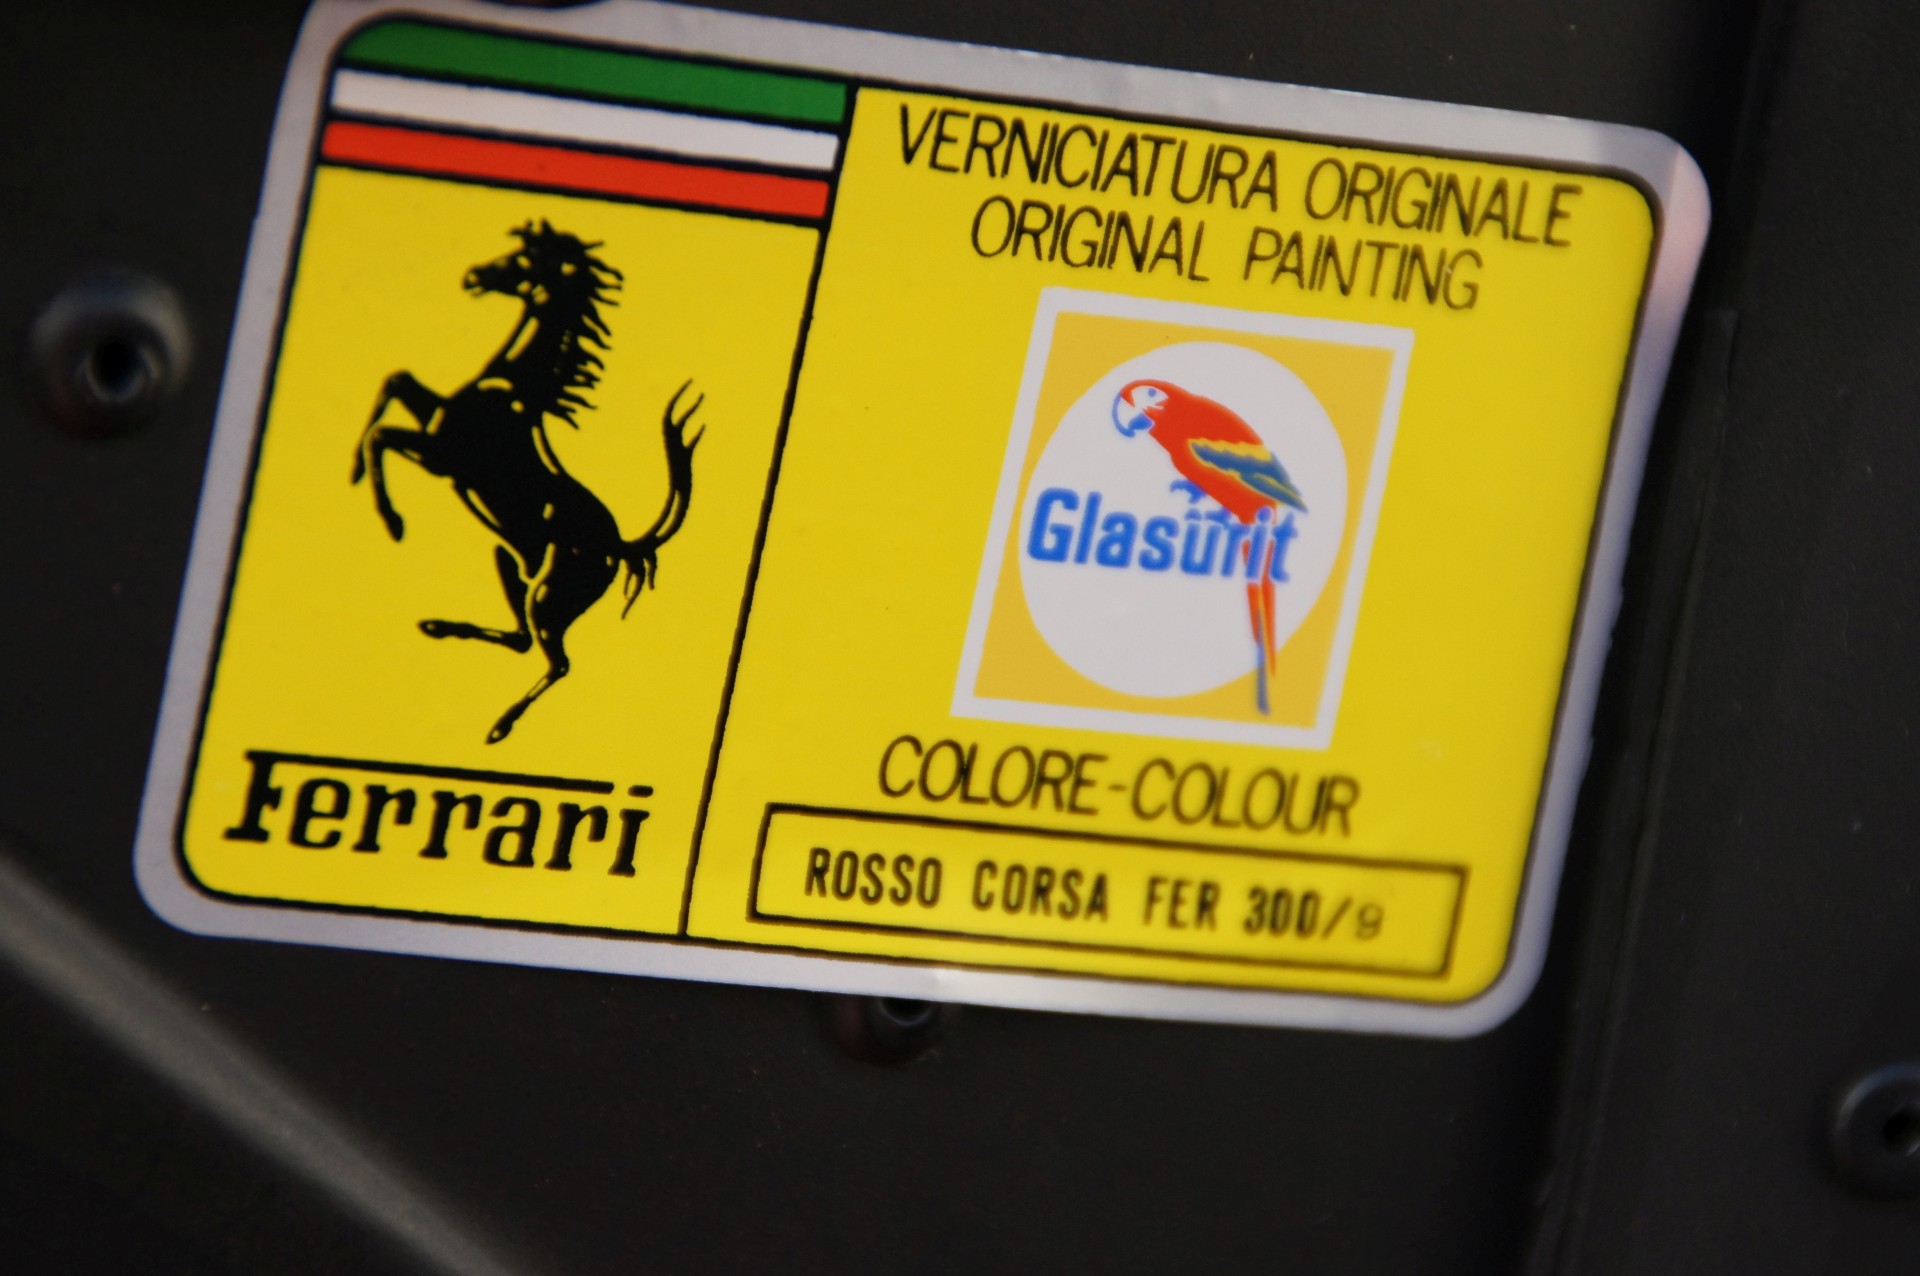 VERNICIATURA ORIGINALE
ORIGINAL PAINTING
Glasurit
COLORE-COLOUR
ROSSO CORSA FER 300/9
Ferrari